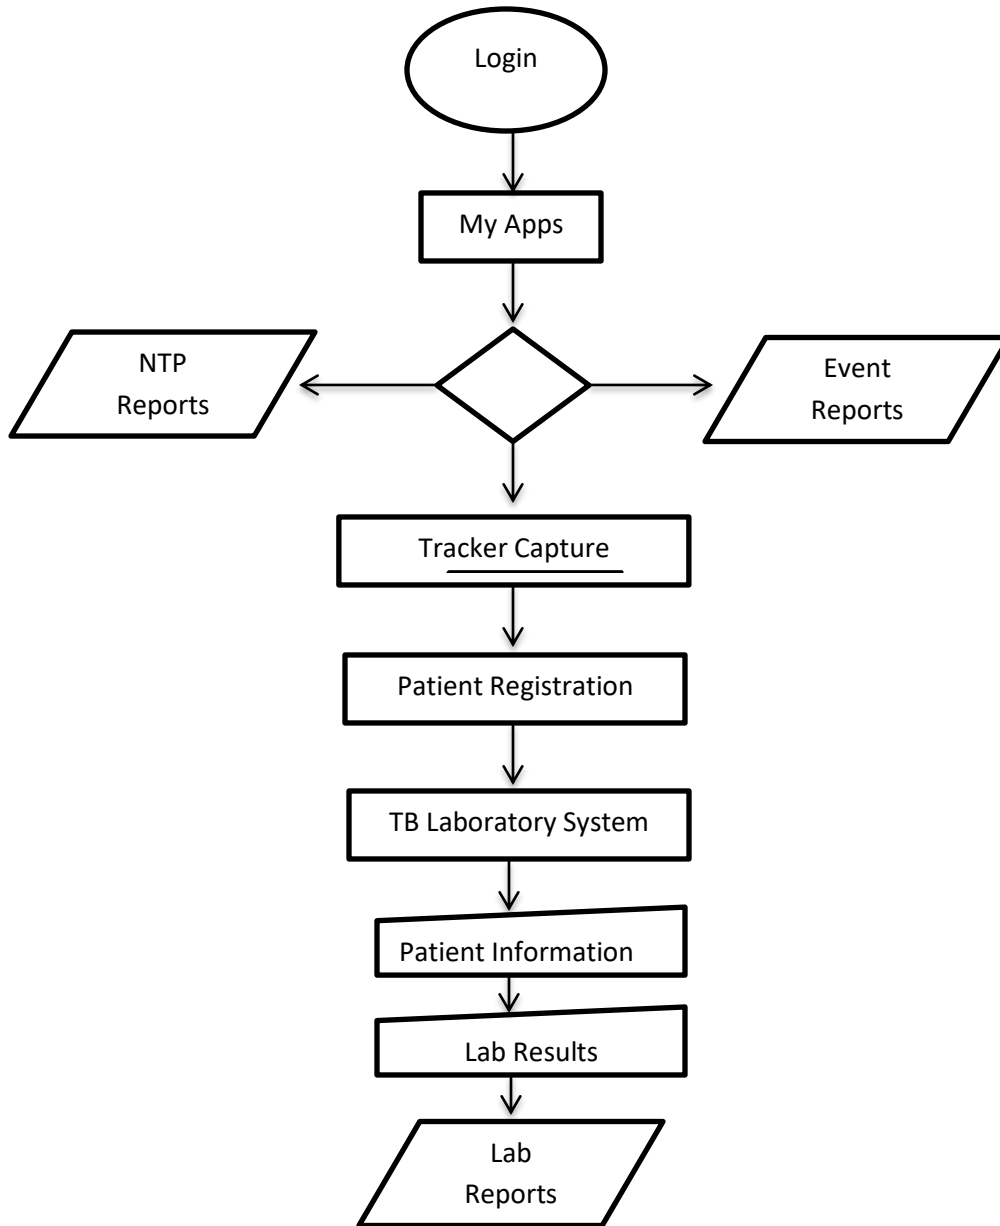 Login
My Apps
NTP
Reports
Event
Reports
Tracker Capture
Patient Registration
TB Laboratory System
Patient Information
Lab Results
Lab
Reports